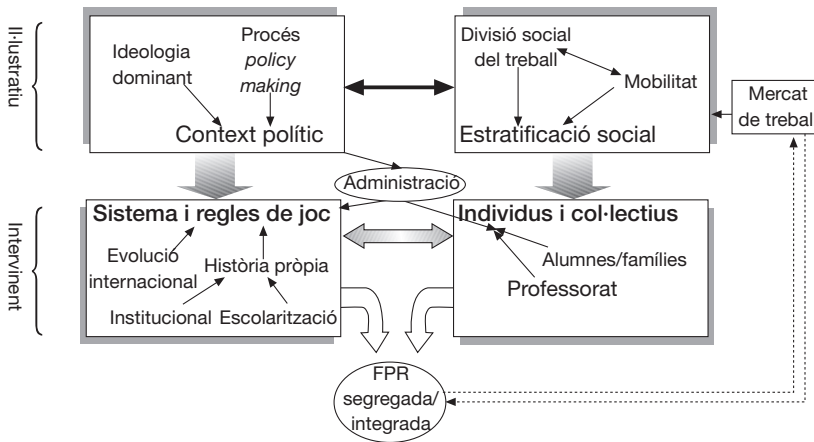 Il·lustratiu
Ideologia
dominant
Procés
policy
making
Context polític
Divisió social
del treball
Mobilitat
Estratificació social
Mercat
de treball
Administració
Intervinent
Sistema i regles de joc
Evolució
internacional
Història pròpia
Institucional
Escolarització
Individus i col·lectius
Alumnes/famílies
Professorat
FPR
segregada/
integrada